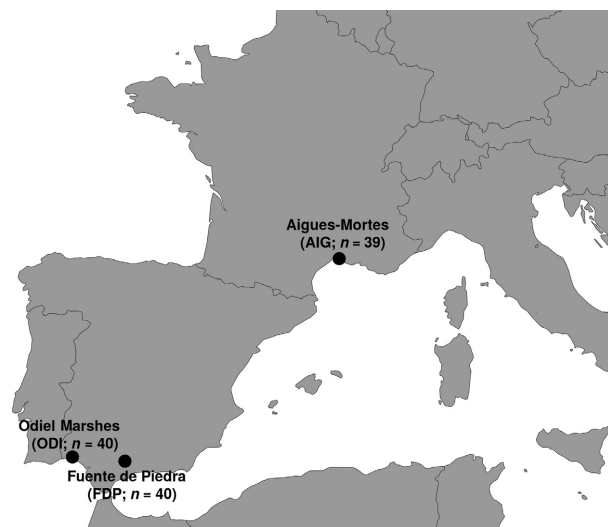 Aigues-Mortes
(AIG; n = 39)
Odiel Marshes
(ODI; n = 40)
Fuente de Piedra
(FDP; n = 40)